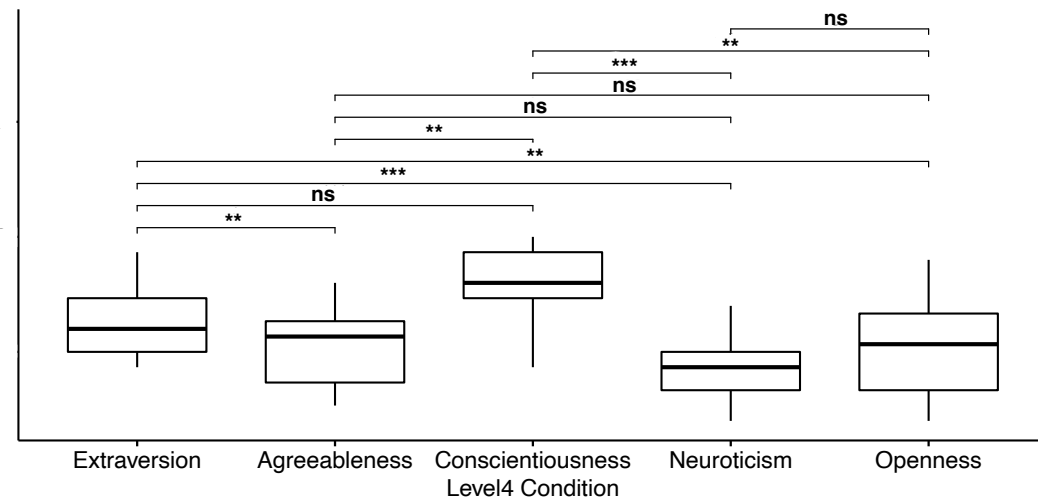 ns
**
***
ns
ns
**
**
***
ns
**
Extraversion Agreeableness Conscientiousness Neuroticism Openness
Level4 Condition